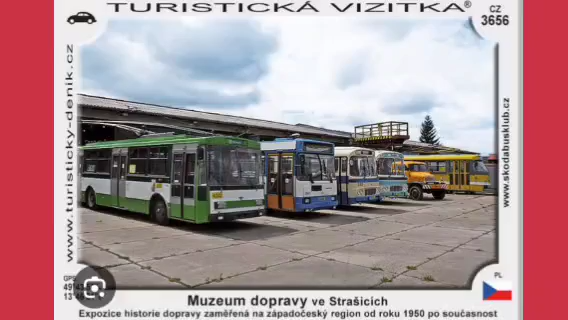 TURISTICKÁ VIZITKA®
CZ
3656
www.turisticky-denik.cz
www.skodabusklub.cz
GPS
PL
Muzeum dopravy ve Strašicích
Expozice historie dopravy zaměřená na západočeský region od roku 1950 po současnost